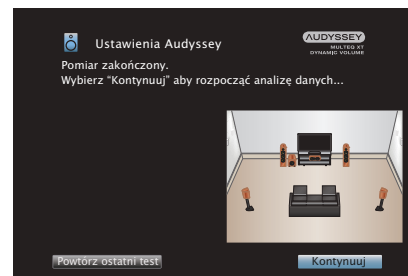 Ustawienia Audyssey
AUDYSSEY
MULTEQ XT
DYNAMIC VOLUME
Pomiar zakończony.
Wybierz “Kontynuuj” aby rozpocząć analizę danych...
Powtórz ostatni test
Kontynuuj